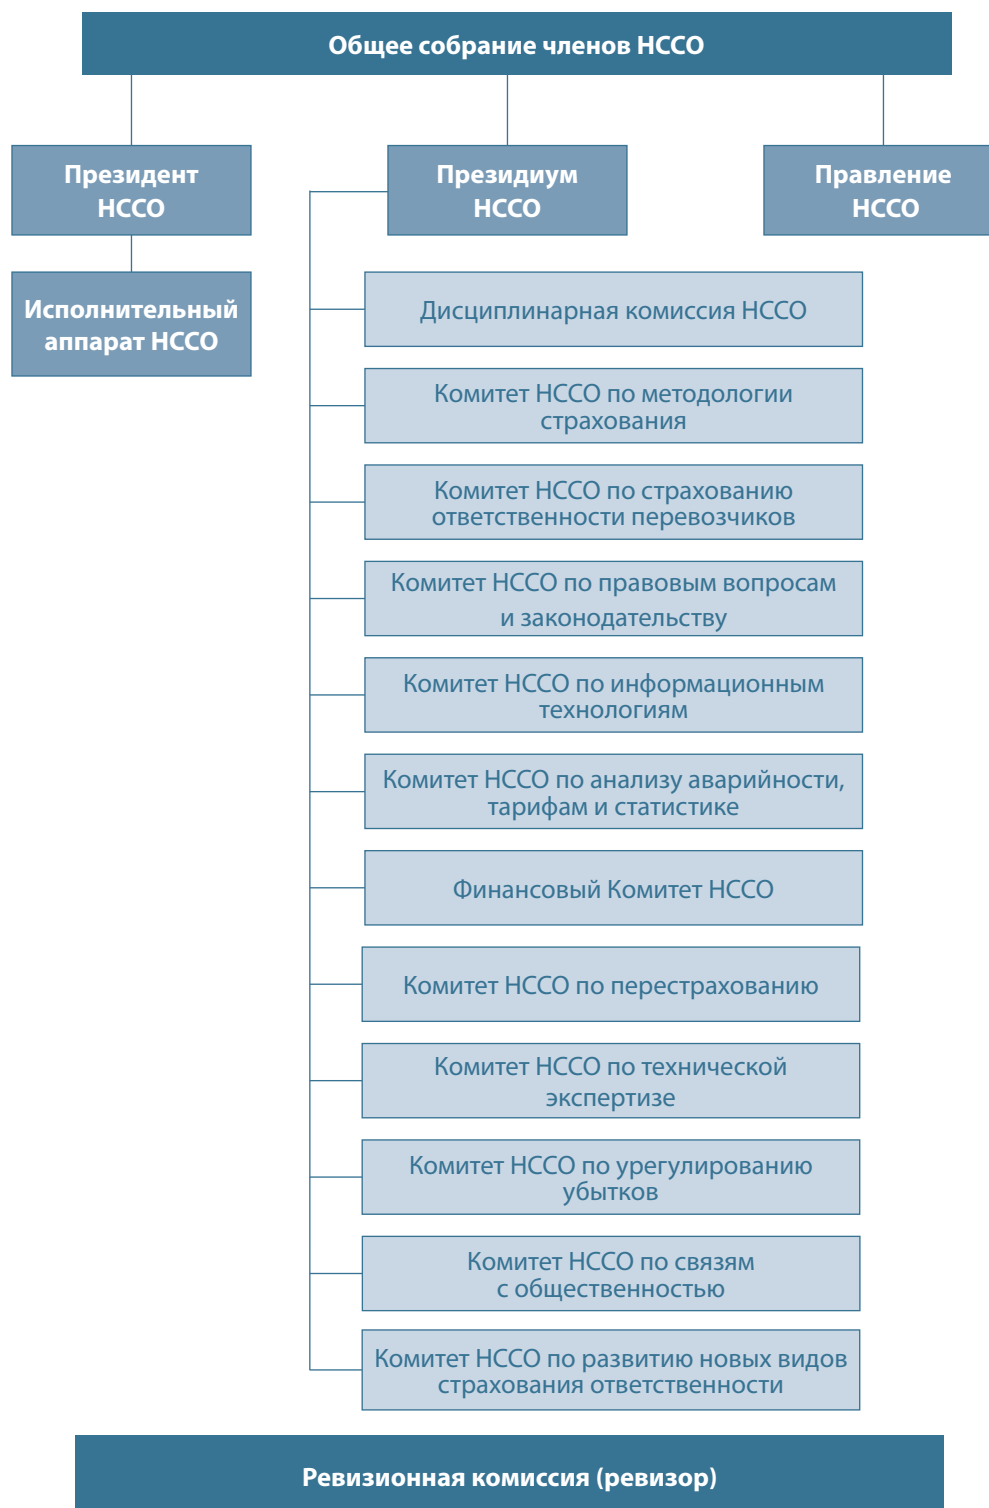 Общее собрание членов НССО
Президент
НССО
Президиум
НССО
Правление
НССО
Исполнительный
аппарат НССО
Дисциплинарная комиссия НССО
Комитет НССО по методологии
страхования
Комитет НССО по страхованию
ответственности перевозчиков
Комитет НССО по правовым вопросам
и законодательству
Комитет НССО по информационным
технологиям
Комитет НССО по анализу аварийности,
тарифам и статистике
Финансовый Комитет НССО
Комитет НССО по перестрахованию
Комитет НССО по технической
экспертизе
Комитет НССО по урегулированию
убытков
Комитет НССО по связям
с общественностью
Комитет НССО по развитию новых видов
страхования ответственности
Ревизионная комиссия (ревизор)